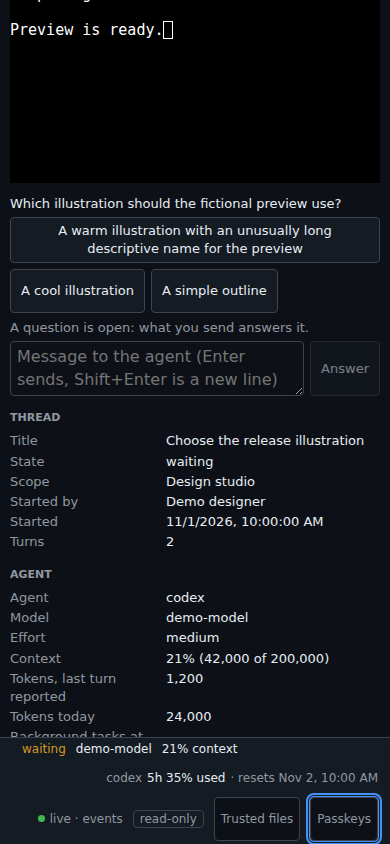 Preview is ready.
Which illustration should the fictional preview use?
A warm illustration with an unusually long
descriptive name for the preview
A cool illustration
A simple outline
A question is open: what you send answers it.
Message to the agent (Enter
sends, Shift+Enter is a new line)
Answer
THREAD
Title Choose the release illustration
State waiting
Scope Design studio
Started by Demo designer
Started 11/1/2026, 10:00:00 AM
Turns 2
AGENT
Agent codex
Model demo-model
Effort medium
Context 21% (42,000 of 200,000)
Tokens, last turn 1,200
reported
Tokens today 24,000
Background tasks at
waiting demo-model 21% context
codex 5h 35% used · resets Nov 2, 10:00 AM
live · events read-only Trusted files Passkeys